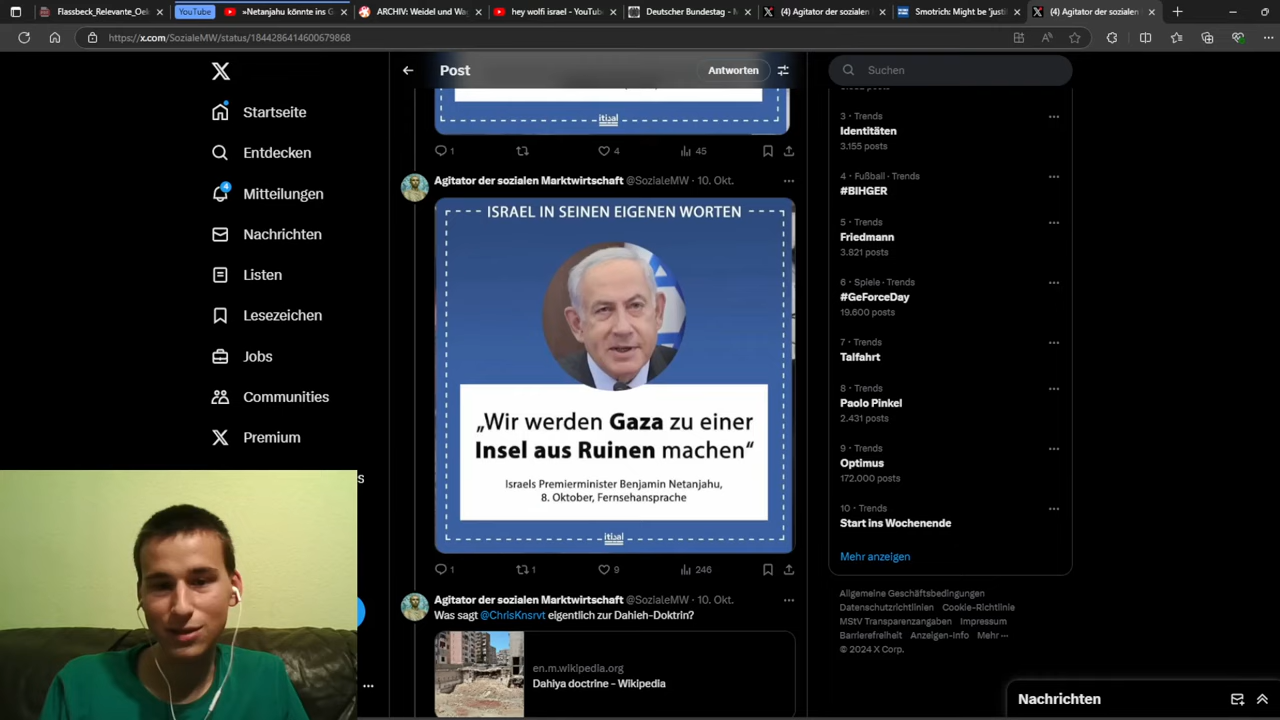 Flassbeck_Relevante_Oek
YouTube
»Netanjahu könnte ins G
ARCHIV: Weidel und Wa
hey wolfi israel - YouTub
Deutscher Bundestag - 
(4) Agitator der sozialen
Smotrich: Might be 'justi
(4) Agitator der sozialen
https://x.com/SozialeMW/status/1844286414600679868
Startseite
Entdecken
4
Mitteilungen
Nachrichten
Listen
Lesezeichen
Jobs
Communities
Premium
Post
Antworten
1
4
45
Agitator der sozialen Marktwirtschaft @SozialeMW · 10. Okt.
ISRAEL IN SEINEN EIGENEN WORTEN
„Wir werden Gaza zu einer
Insel aus Ruinen machen“
Israels Premierminister Benjamin Netanjahu,
8. Oktober, Fernsehansprache
1
1
9
246
Agitator der sozialen Marktwirtschaft @SozialeMW · 10. Okt.
Was sagt @ChrisKnsrvt eigentlich zur Dahieh-Doktrin?
en.m.wikipedia.org
Dahiya doctrine – Wikipedia
Suchen
3 · Trends
Identitäten
3.155 posts
4 · Fußball · Trends
#BIHGER
5 · Trends
Friedmann
3.821 posts
6 · Spiele · Trends
#GeForceDay
19.600 posts
7 · Trends
Talfahrt
8 · Trends
Paolo Pinkel
2.431 posts
9 · Trends
Optimus
172.000 posts
10 · Trends
Start ins Wochenende
Mehr anzeigen
Allgemeine Geschäftsbedingungen
Datenschutzrichtlinien Cookie-Richtlinie
MStV Transparenzangaben Impressum
Barrierefreiheit Anzeigen-Info Mehr ···
© 2024 X Corp.
Nachrichten